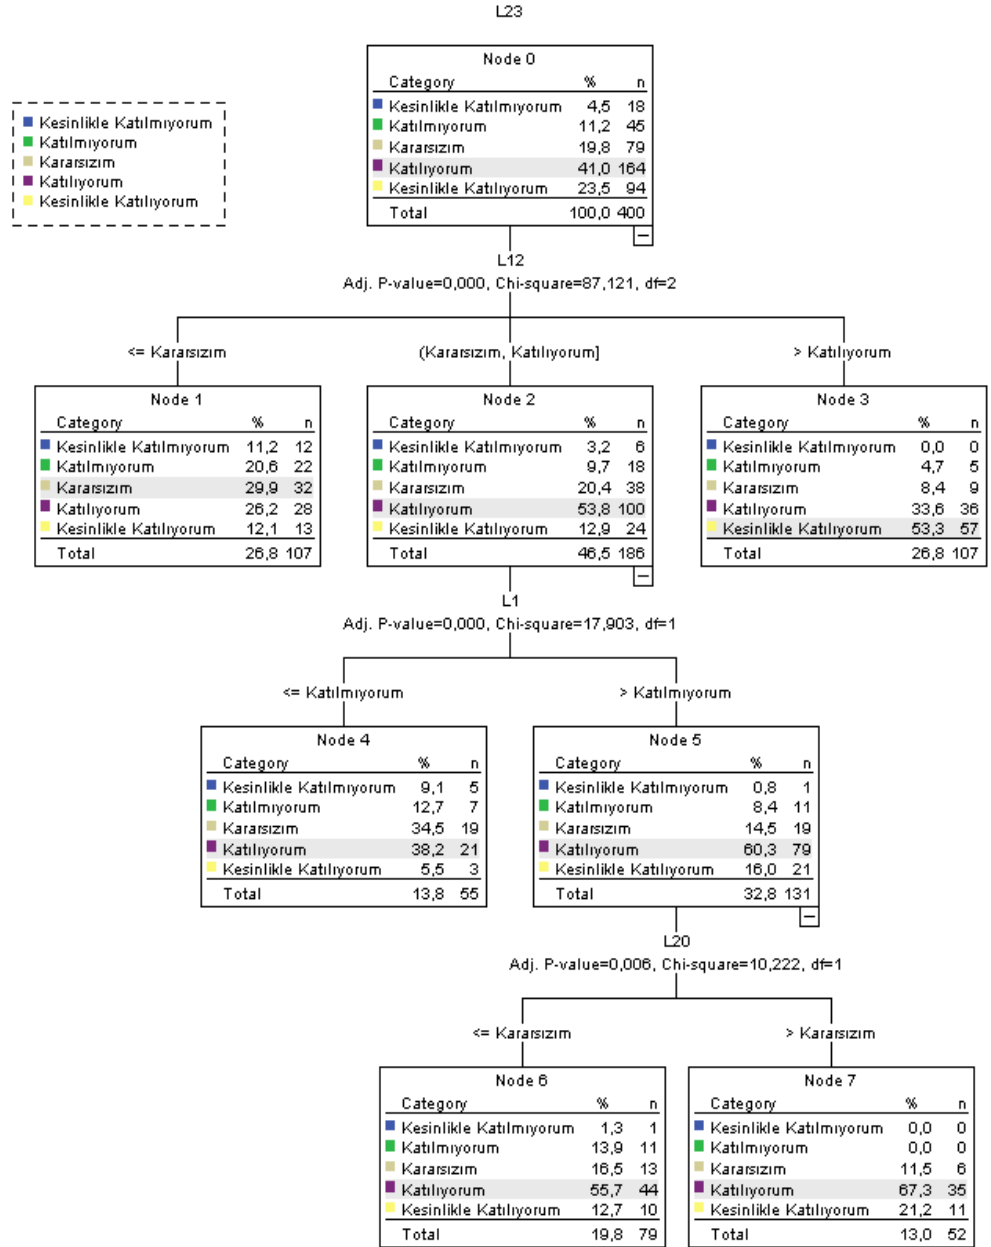 L23
Node 0
Category % n
Kesinlikle Katılmıyorum 4,5 18
Katılmıyorum 11,2 45
Kararsızım 19,8 79
Katılıyorum 41,0 164
Kesinlikle Katılıyorum 23,5 94
Total 100,0 400
Kesinlikle Katılmıyorum
Katılmıyorum
Kararsızım
Katılıyorum
Kesinlikle Katılıyorum
L12
Adj. P-value=0,000, Chi-square=87,121, df=2
<= Kararsızım
(Kararsızım, Katılıyorum]
> Katılıyorum
Node 1
Category % n
Kesinlikle Katılmıyorum 11,2 12
Katılmıyorum 20,6 22
Kararsızım 29,9 32
Katılıyorum 26,2 28
Kesinlikle Katılıyorum 12,1 13
Total 26,8 107
Node 2
Category % n
Kesinlikle Katılmıyorum 3,2 6
Katılmıyorum 9,7 18
Kararsızım 20,4 38
Katılıyorum 53,8 100
Kesinlikle Katılıyorum 12,9 24
Total 46,5 186
Node 3
Category % n
Kesinlikle Katılmıyorum 0,0 0
Katılmıyorum 4,7 5
Kararsızım 8,4 9
Katılıyorum 33,6 36
Kesinlikle Katılıyorum 53,3 57
Total 26,8 107
L1
Adj. P-value=0,000, Chi-square=17,903, df=1
<= Katılmıyorum
> Katılmıyorum
Node 4
Category % n
Kesinlikle Katılmıyorum 9,1 5
Katılmıyorum 12,7 7
Kararsızım 34,5 19
Katılıyorum 38,2 21
Kesinlikle Katılıyorum 5,5 3
Total 13,8 55
Node 5
Category % n
Kesinlikle Katılmıyorum 0,8 1
Katılmıyorum 8,4 11
Kararsızım 14,5 19
Katılıyorum 60,3 79
Kesinlikle Katılıyorum 16,0 21
Total 32,8 131
L20
Adj. P-value=0,006, Chi-square=10,222, df=1
<= Kararsızım
> Kararsızım
Node 6
Category % n
Kesinlikle Katılmıyorum 1,3 1
Katılmıyorum 13,9 11
Kararsızım 16,5 13
Katılıyorum 55,7 44
Kesinlikle Katılıyorum 12,7 10
Total 19,8 79
Node 7
Category % n
Kesinlikle Katılmıyorum 0,0 0
Katılmıyorum 0,0 0
Kararsızım 11,5 6
Katılıyorum 67,3 35
Kesinlikle Katılıyorum 21,2 11
Total 13,0 52